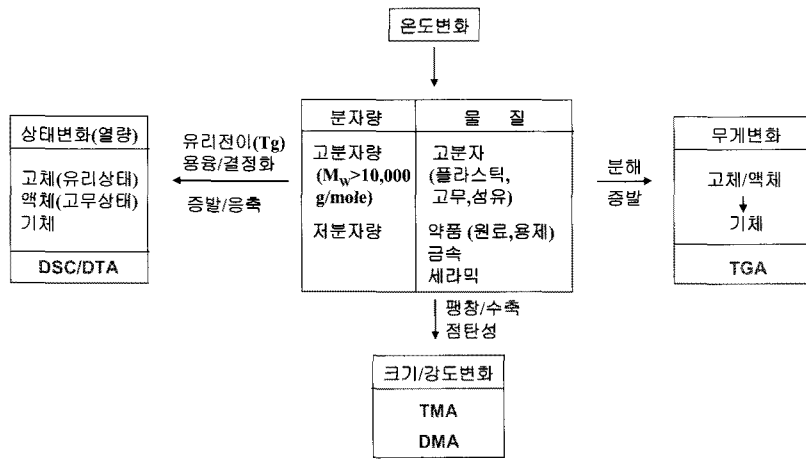 온도변화
상태변화(열량)
고체(유리상태)
액체(고무상태)
기체
DSC/DTA
유리전이(Tg)
용융/결정화
증발/응축
분자량 물 질
고분자량 고분자
(Mw>10,000 (플라스틱,
g/mole) 고무,섬유)
저분자량 약품 (원료,용제)
금속
세라믹
분해
증발
무게변화
고체/액체
기체
TGA
팽창/수축
점탄성
크기/강도변화
TMA
DMA